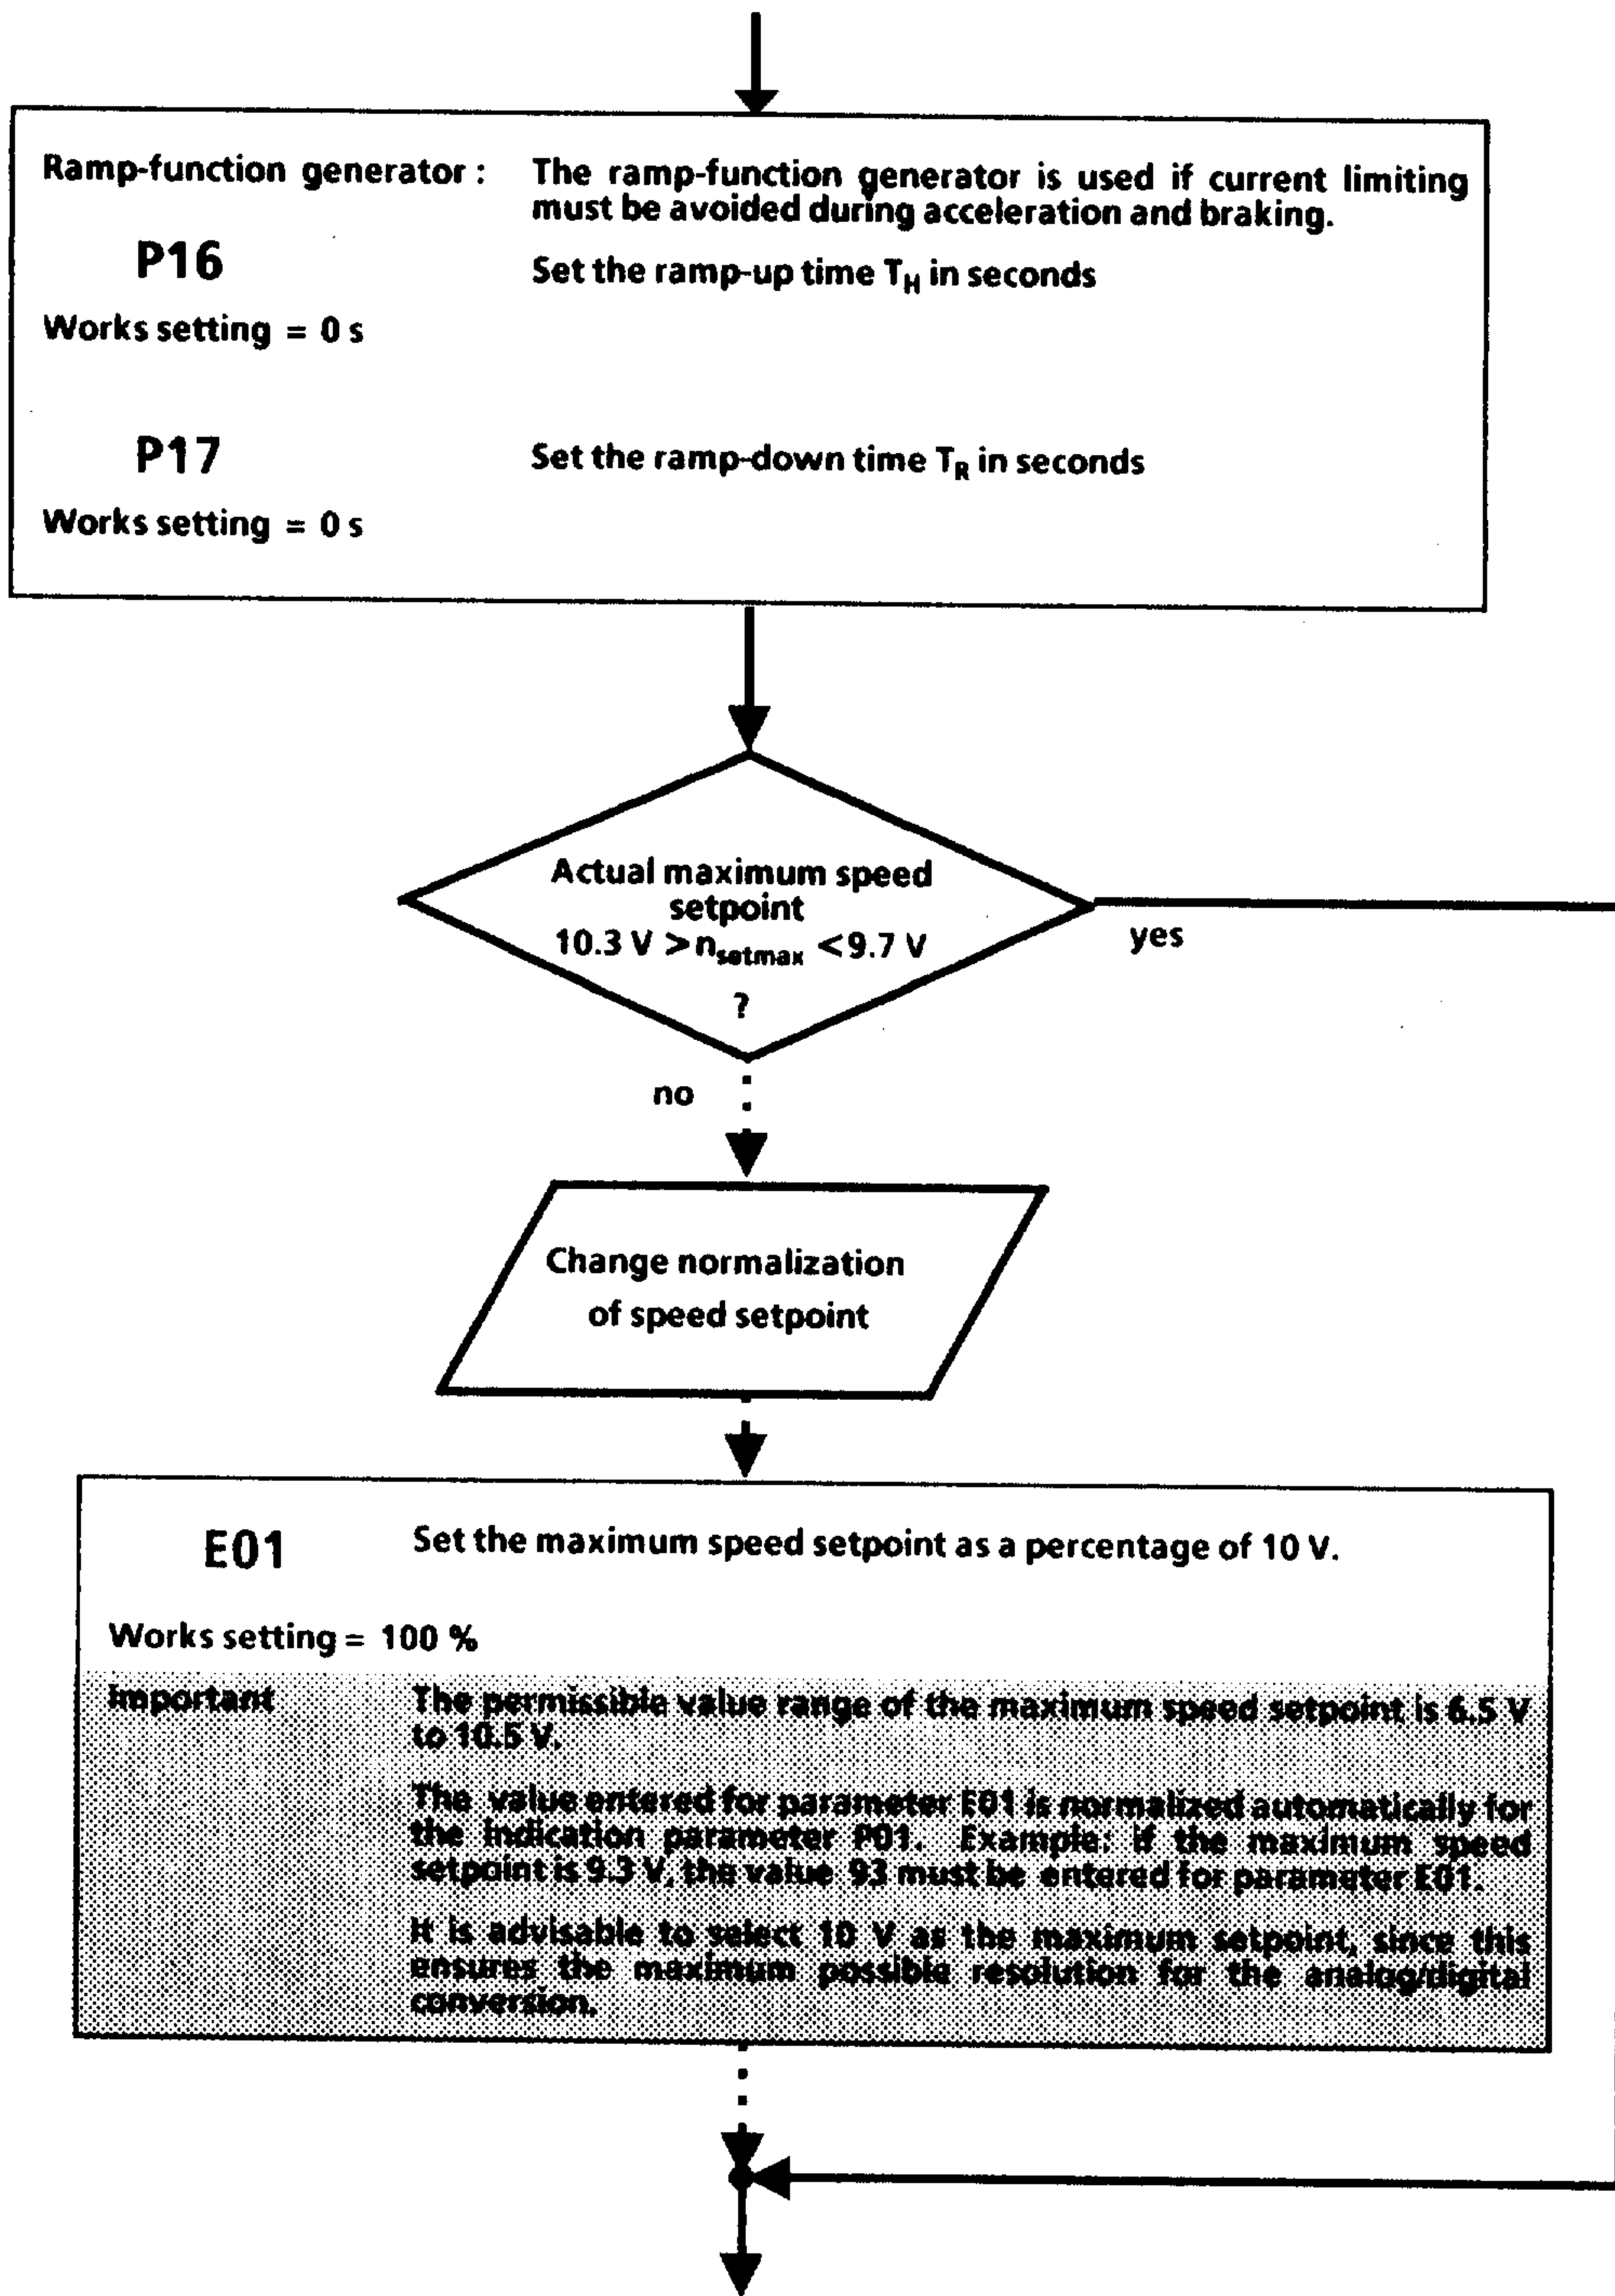 Ramp-function generator : The ramp-function generator is used if current limiting
must be avoided during acceleration and braking.
P16 Set the ramp-up time T_H in seconds
Works setting = 0 s
P17 Set the ramp-down time T_R in seconds
Works setting = 0 s
Actual maximum speed
setpoint
10.3 V > n_setmax < 9.7 V
?
yes
no
Change normalization
of speed setpoint
E01 Set the maximum speed setpoint as a percentage of 10 V.
Works setting = 100 %
Important The permissible value range of the maximum speed setpoint is 6.5 V
to 10.5 V.
The value entered for parameter E01 is normalized automatically for
the indication parameter P01. Example: if the maximum speed
setpoint is 9.3 V, the value 93 must be entered for parameter E01.
It is advisable to select 10 V as the maximum setpoint, since this
ensures the maximum possible resolution for the analog/digital
conversion.